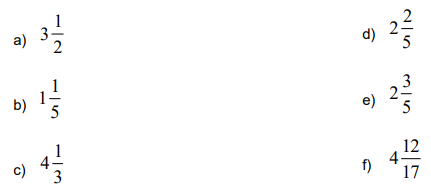 a) 3 1/2
b) 1 1/5
c) 4 1/3
d) 2 2/5
e) 2 3/5
f) 4 12/17